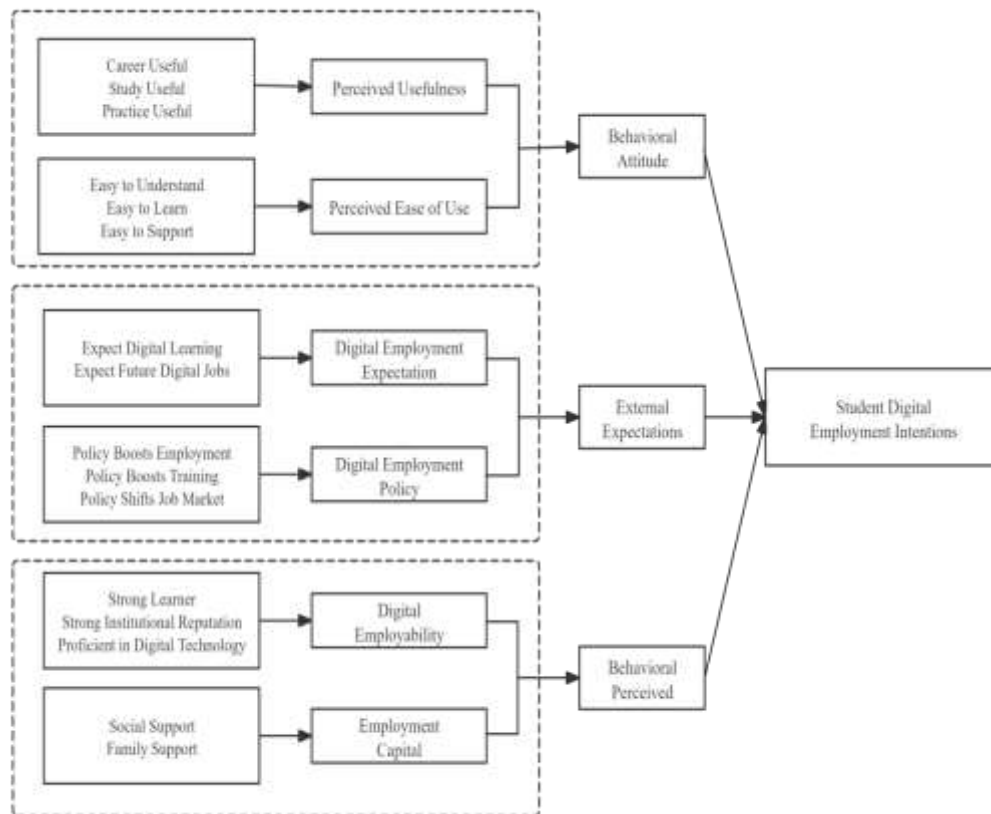 Career Useful
Study Useful
Practice Useful
Perceived Usefulness
Easy to Understand
Easy to Learn
Easy to Support
Perceived Ease of Use
Behavioral
Attitude
Expect Digital Learning
Expect Future Digital Jobs
Digital Employment
Expectation
Policy Boosts Employment
Policy Boosts Training
Policy Shifts Job Market
Digital Employment
Policy
External
Expectations
Strong Learner
Strong Institutional Reputation
Proficient in Digital Technology
Digital
Employability
Social Support
Family Support
Employment
Capital
Behavioral
Perceived
Student Digital
Employment Intentions